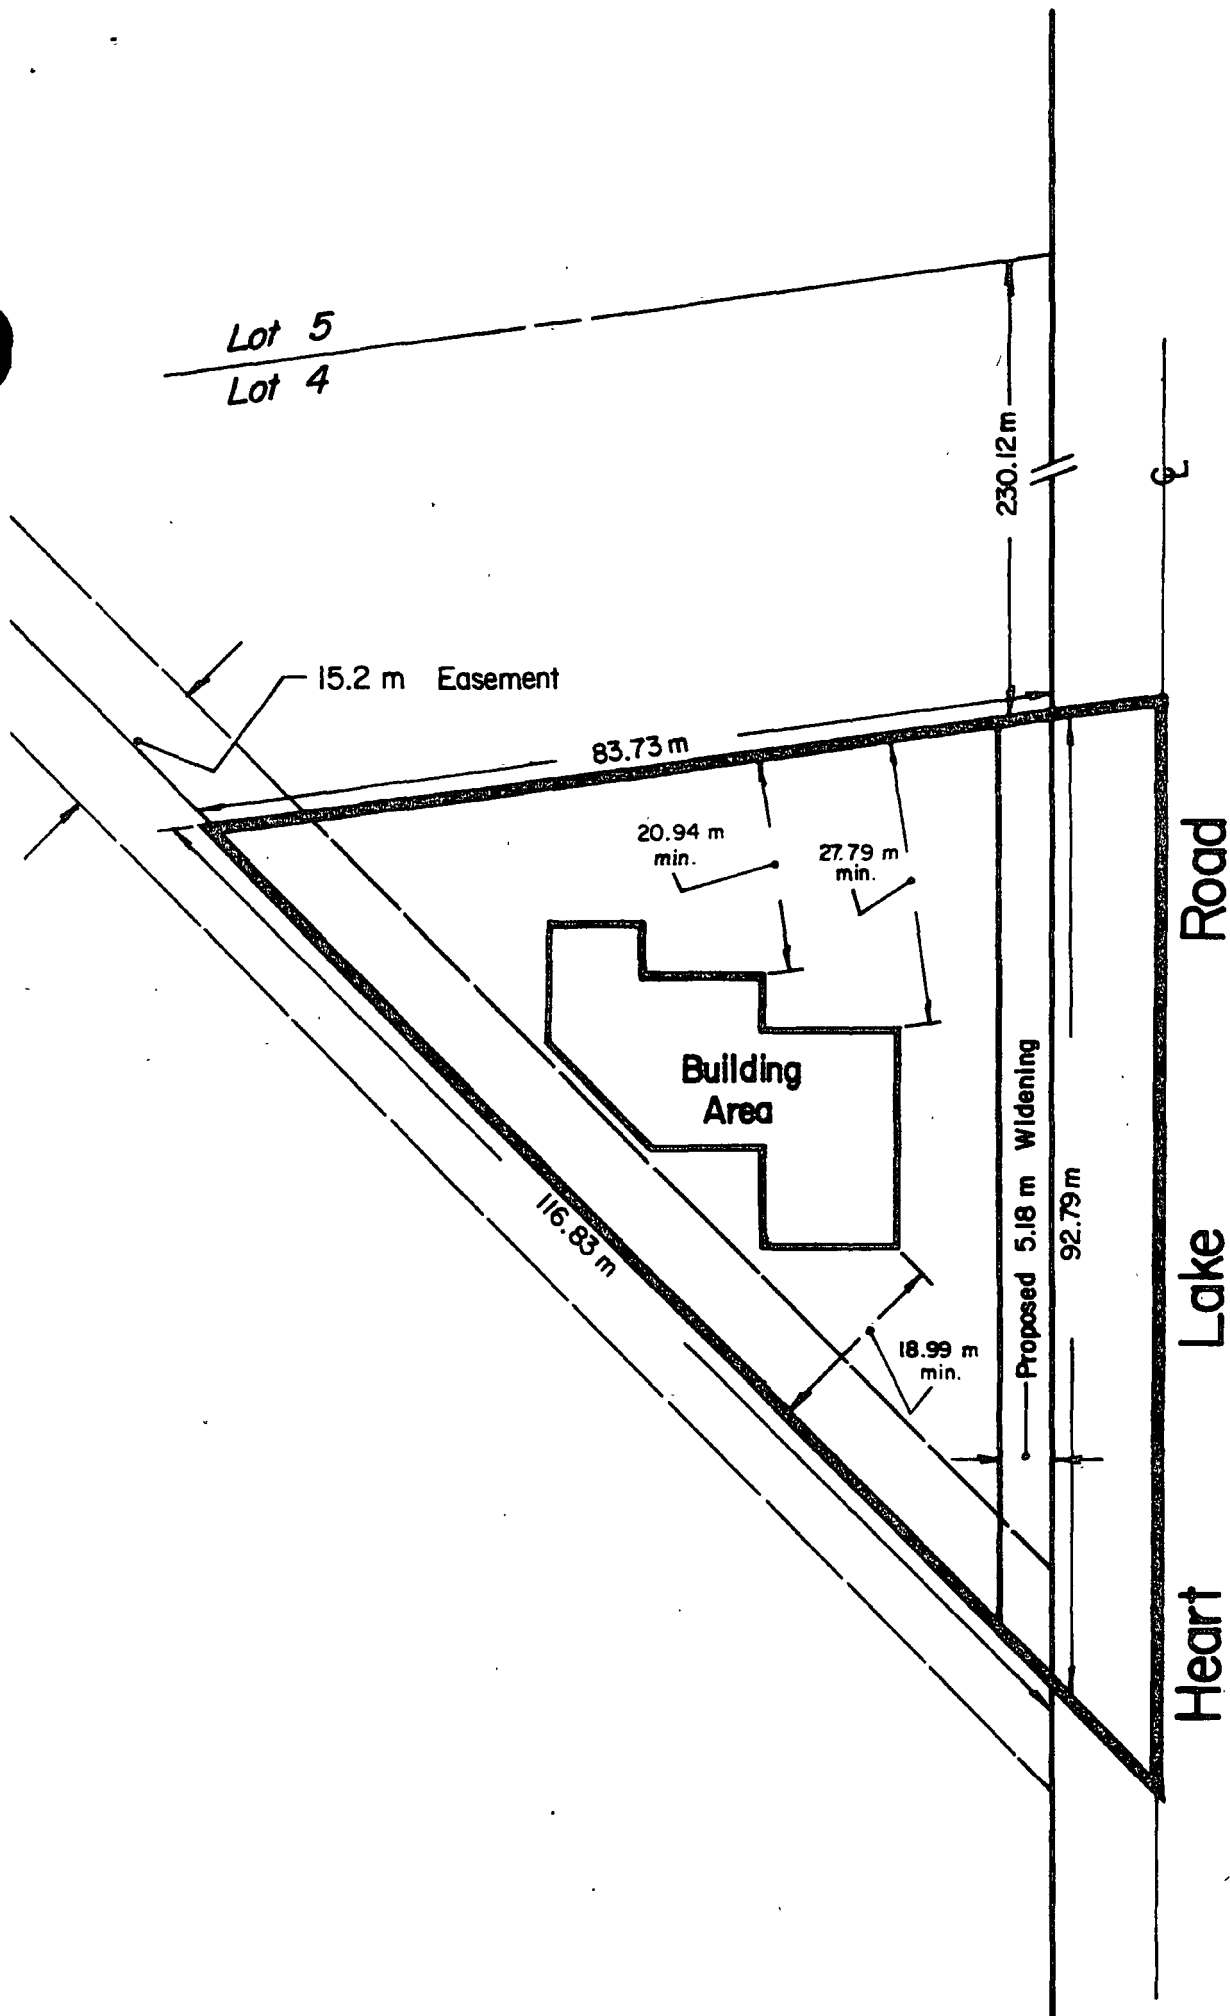 Lot 5
Lot 4
230.12 m
℄
15.2 m Easement
83.73 m
20.94 m
min.
27.79 m
min.
Building
Area
116.83 m
Proposed 5.18 m Widening
92.79 m
18.99 m
min.
Heart Lake Road